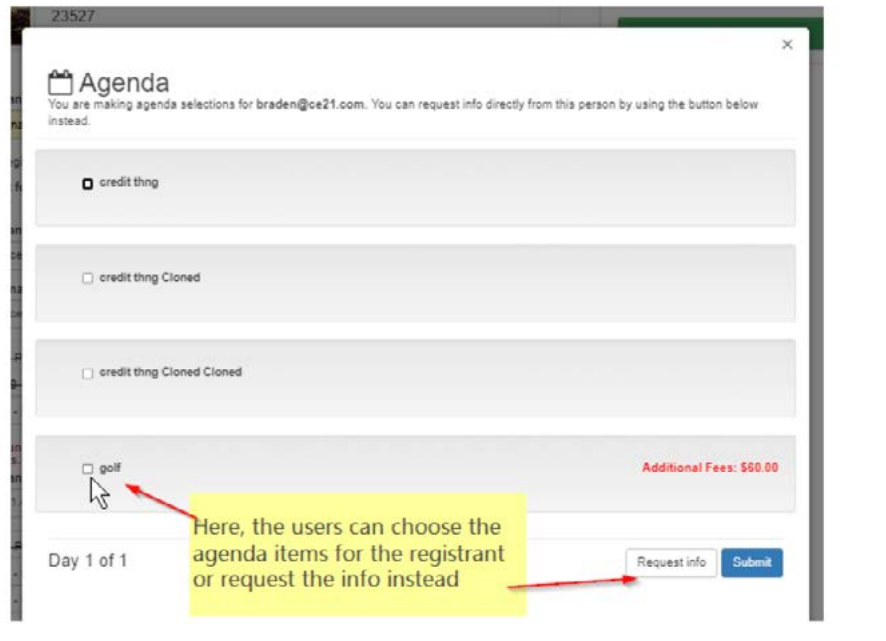 23527
×
Agenda
You are making agenda selections for braden@ce21.com. You can request info directly from this person by using the button below
instead.
credit thng
credit thng Cloned
credit thng Cloned Cloned
golf
Additional Fees: $60.00
Here, the users can choose the
agenda items for the registrant
or request the info instead
Day 1 of 1
Request info
Submit